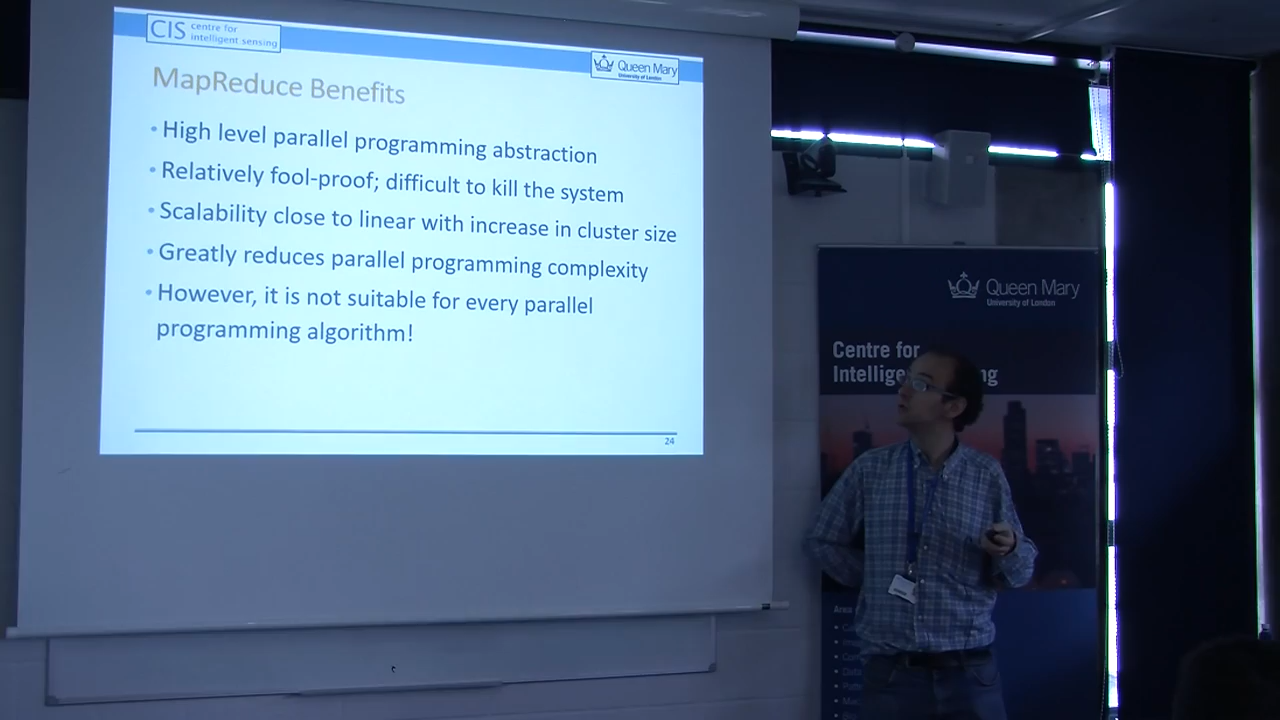 CIS centre for
intelligent sensing
Queen Mary
University of London
MapReduce Benefits
• High level parallel programming abstraction
• Relatively fool-proof; difficult to kill the system
• Scalability close to linear with increase in cluster size
• Greatly reduces parallel programming complexity
• However, it is not suitable for every parallel
programming algorithm!
24
Queen Mary
University of London
Centre for
Area